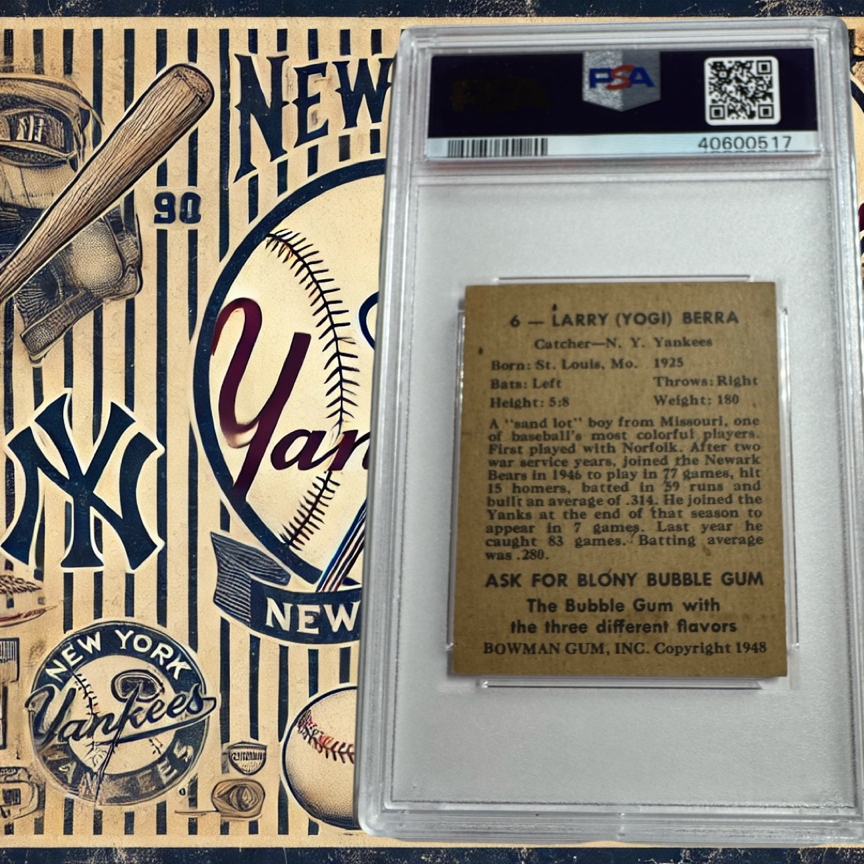 NEW
90
Yan
NY
NEW
NEW YORK
Yankees
PSA
40600517
6 — LARRY (YOGI) BERRA
Catcher—N. Y. Yankees
Born: St. Louis, Mo. 1925
Bats: Left Throws: Right
Height: 5:8 Weight: 180
A "sand lot" boy from Missouri, one
of baseball's most colorful players.
First played with Norfolk. After two
war service years, joined the Newark
Bears in 1946 to play in 77 games, hit
15 homers, batted in 59 runs and
built an average of .314. He joined the
Yanks at the end of that season to
appear in 7 games. Last year he
caught 83 games. Batting average
was .280.
ASK FOR BLONY BUBBLE GUM
The Bubble Gum with
the three different flavors
BOWMAN GUM, INC. Copyright 1948